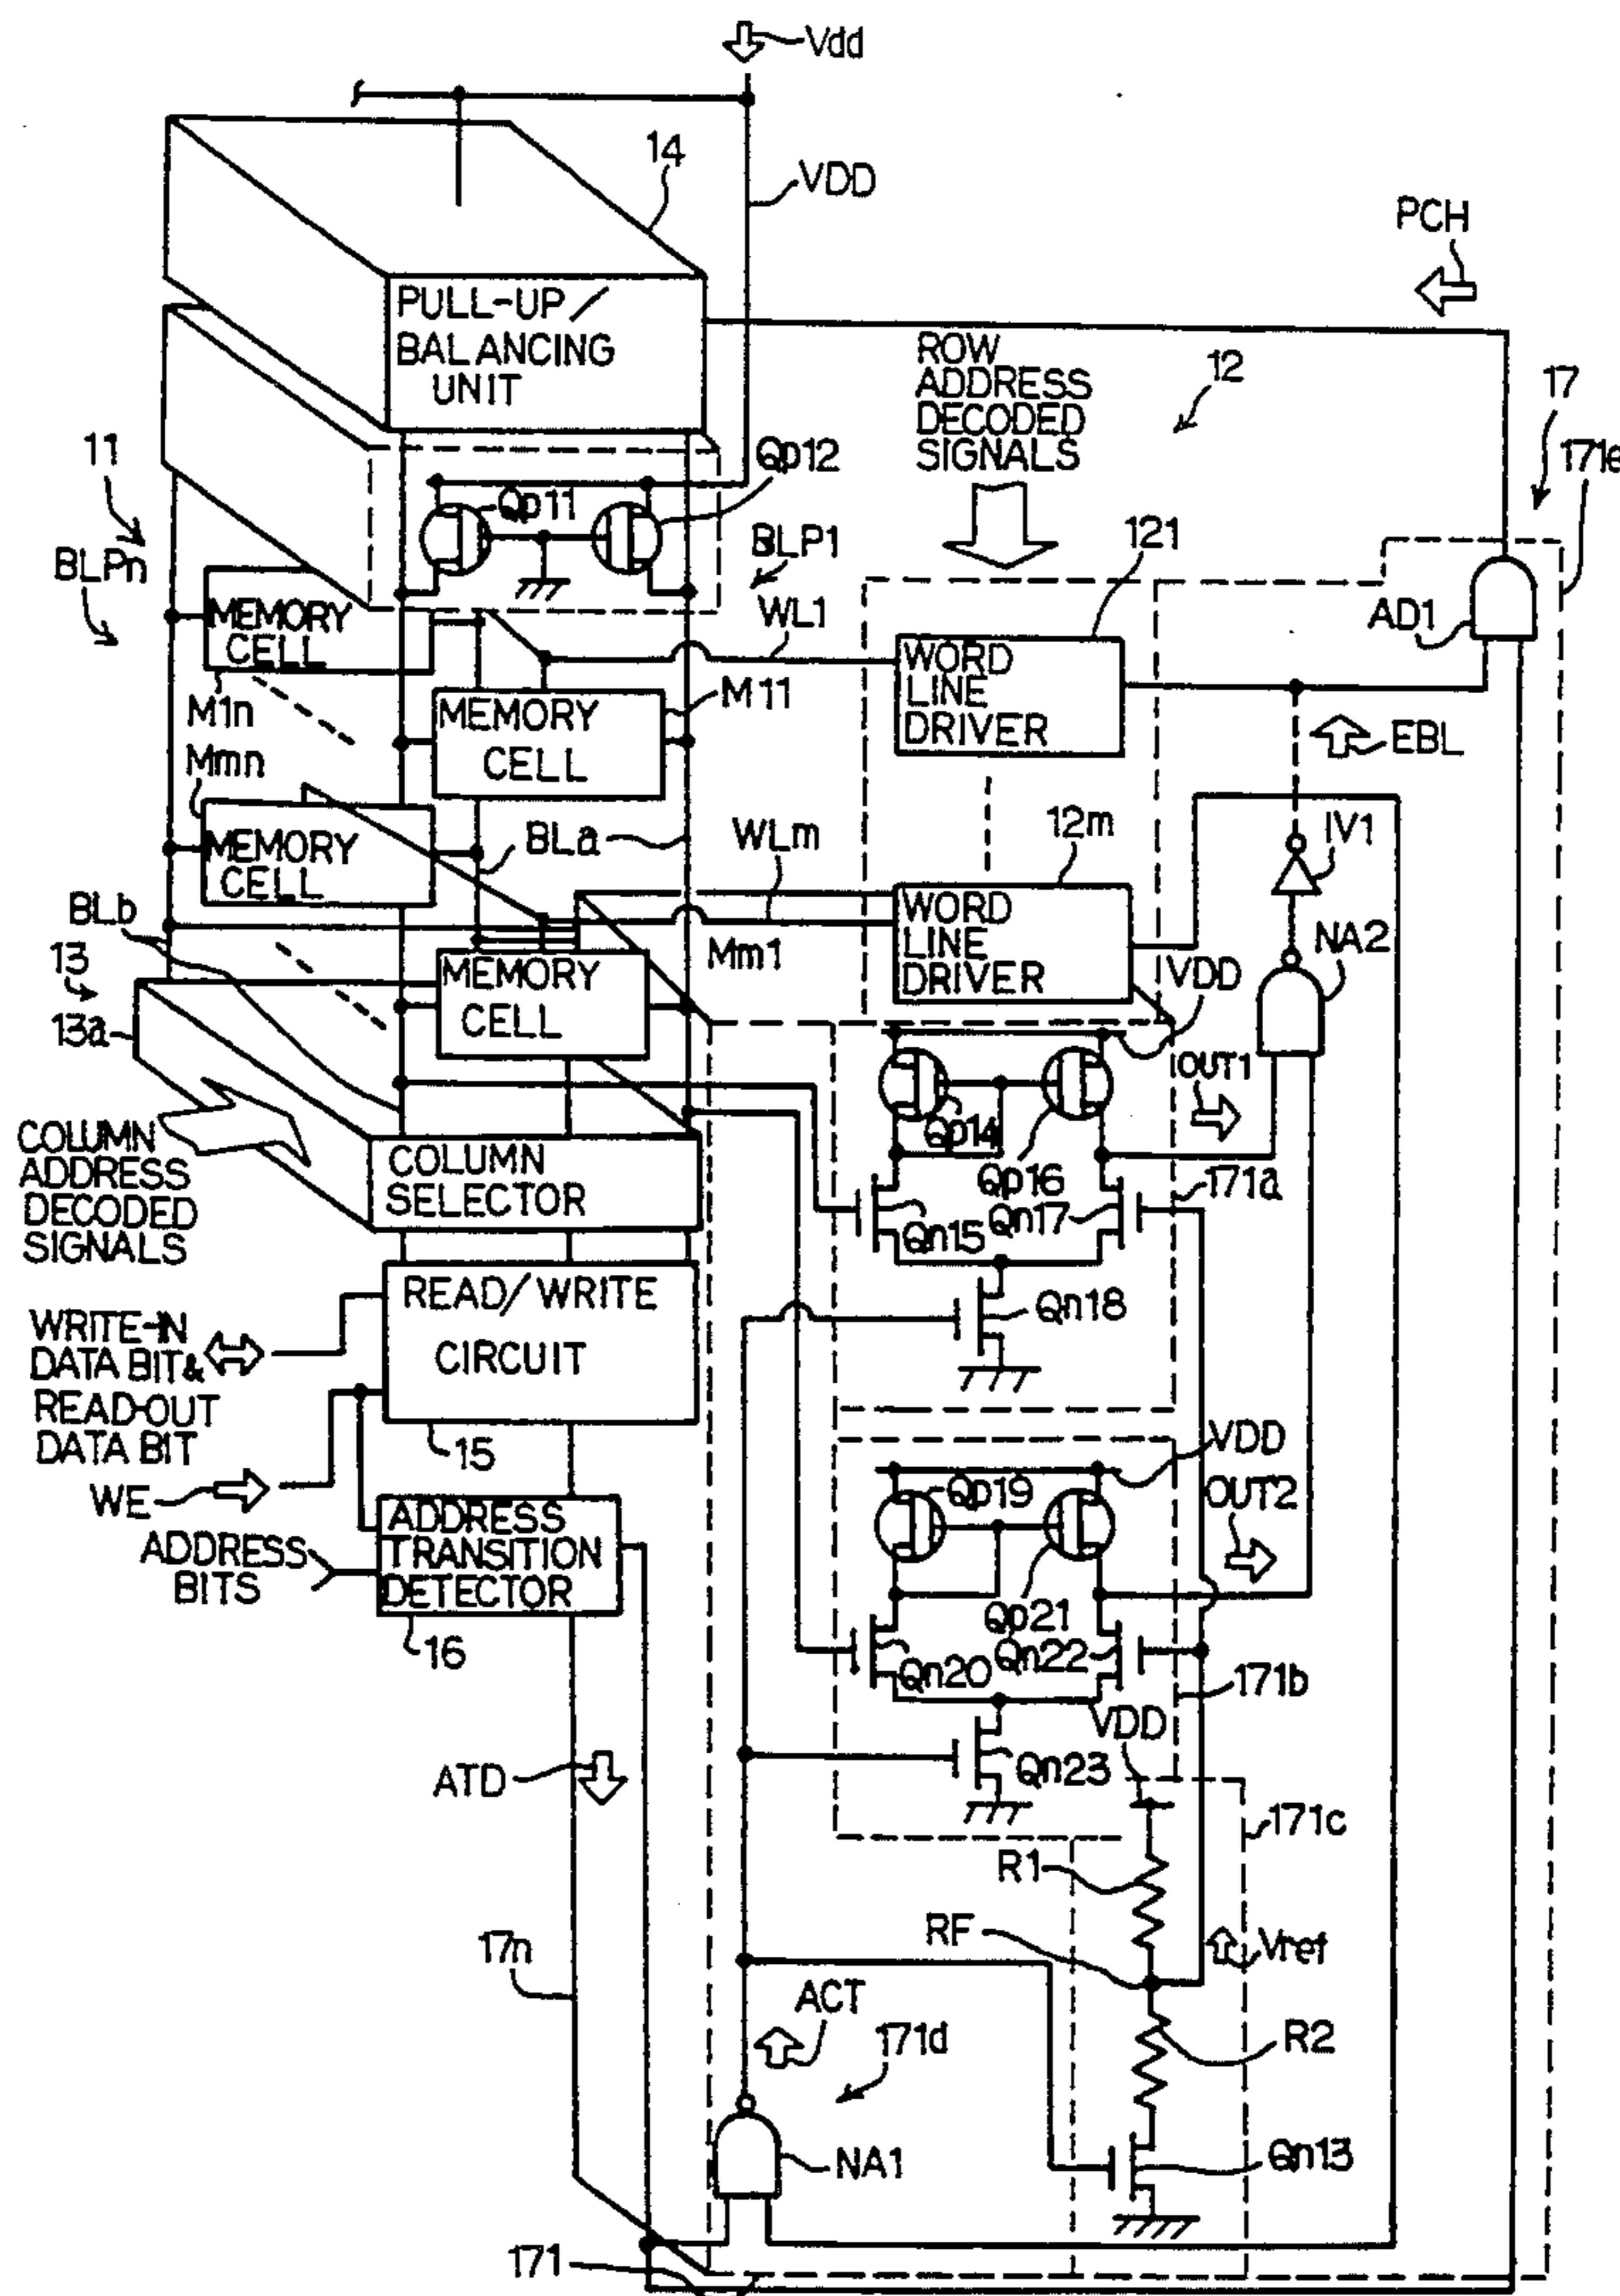 Vdd
14
VDD
PCH
PULL-UP/
BALANCING
UNIT
ROW
ADDRESS
DECODED
SIGNALS
12
17
171e
11
BLPn
Qp11
Qp12
BLP1
121
AD1
MEMORY
CELL
WL1
WORD
LINE
DRIVER
M1n
M11
MEMORY
CELL
EBL
Mmn
MEMORY
CELL
BLa
WLm
12m
IV1
BLb
WORD
LINE
DRIVER
NA2
13
13a
MEMORY
CELL
Mm1
VDD
OUT1
Qp14
Qp16
171a
COLUMN
ADDRESS
DECODED
SIGNALS
COLUMN
SELECTOR
Qn15
Qn17
READ/WRITE
CIRCUIT
Qn18
WRITE-IN
DATA BIT&
READ-OUT
DATA BIT
15
VDD
WE
Qp19
OUT2
ADDRESS
BITS
ADDRESS
TRANSITION
DETECTOR
Qp21
16
Qn20
Qn22
171b
VDD
ATD
Qn23
171c
R1
RF
Vref
17n
ACT
171d
R2
NA1
Qn13
171